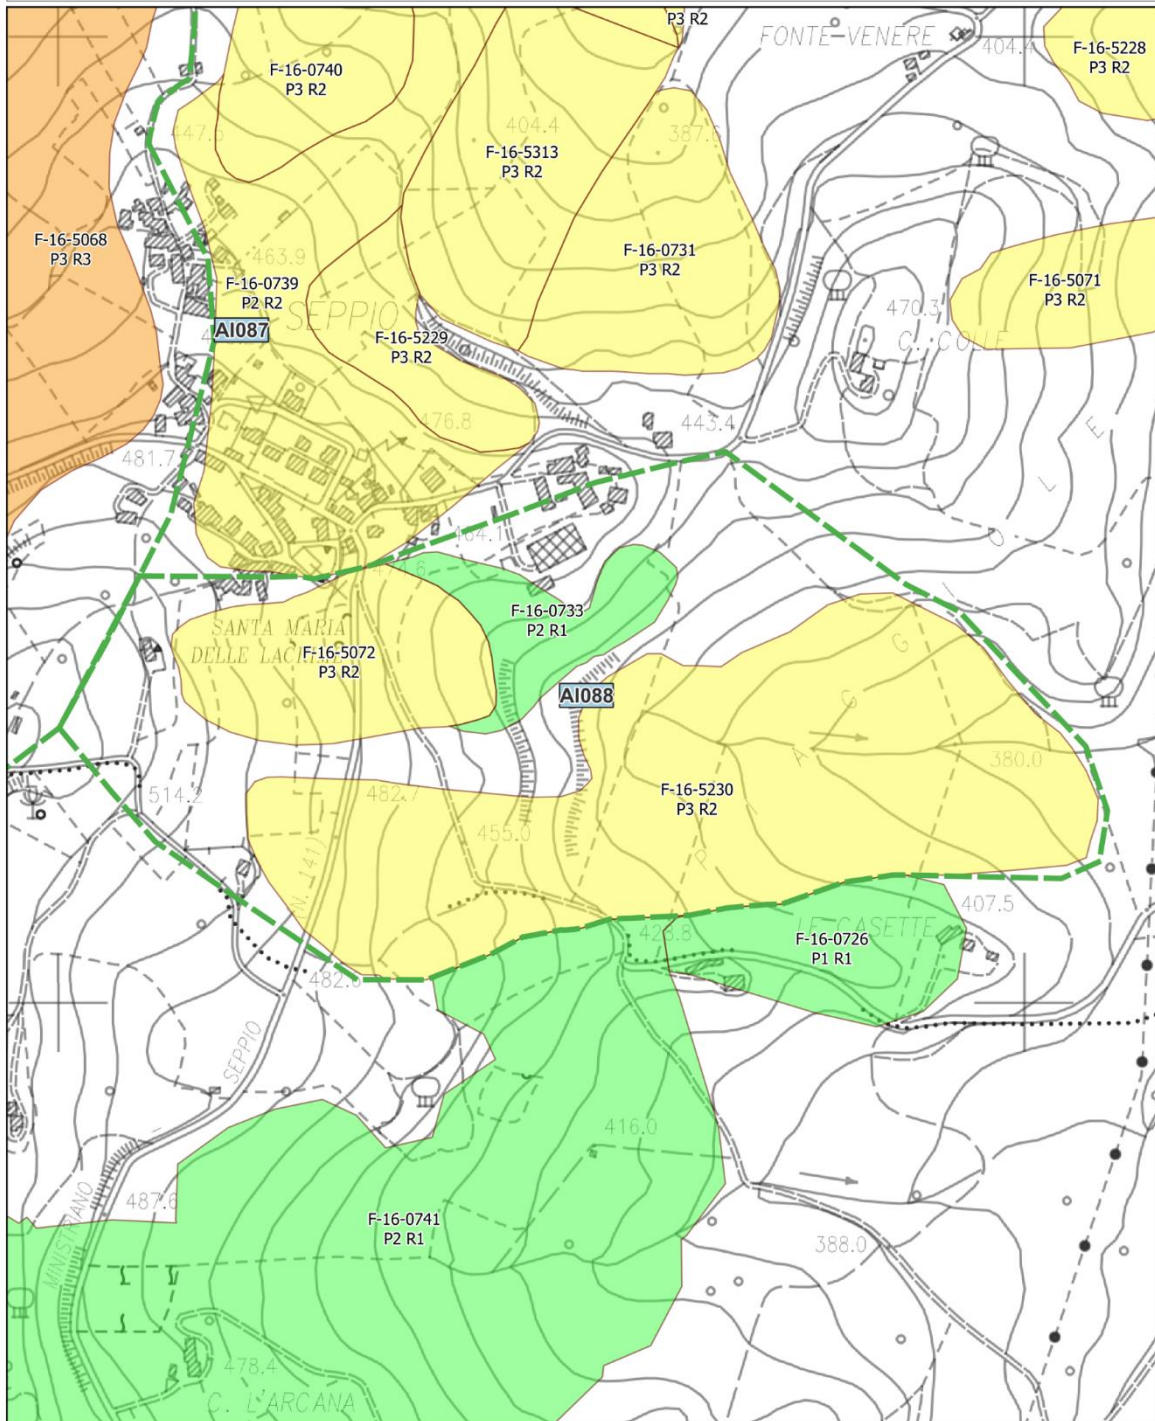 P3 R2
FONTE-VENERE
404.4
F-16-5228
P3 R2
F-16-0740
P3 R2
447.5
404.4
387.6
F-16-5313
P3 R2
F-16-5068
P3 R3
463.9
F-16-0731
P3 R2
F-16-0739
P2 R2
F-16-5071
P3 R2
AI087
SEPPIO
470.3
C. COLLE
F-16-5229
P3 R2
476.8
443.4
481.7
464.1
F-16-0733
P2 R1
SANTA MARIA
DELLE LACRIME
F-16-5072
P3 R2
AI088
380.0
514.2
482.7
F-16-5230
P3 R2
455.0
(N. 141)
407.5
428.8
LE CASETTE
F-16-0726
P1 R1
482.6
SEPPIO
416.0
487.6
MINISTRIANO
F-16-0741
P2 R1
388.0
478.4
C. L'ARCANA